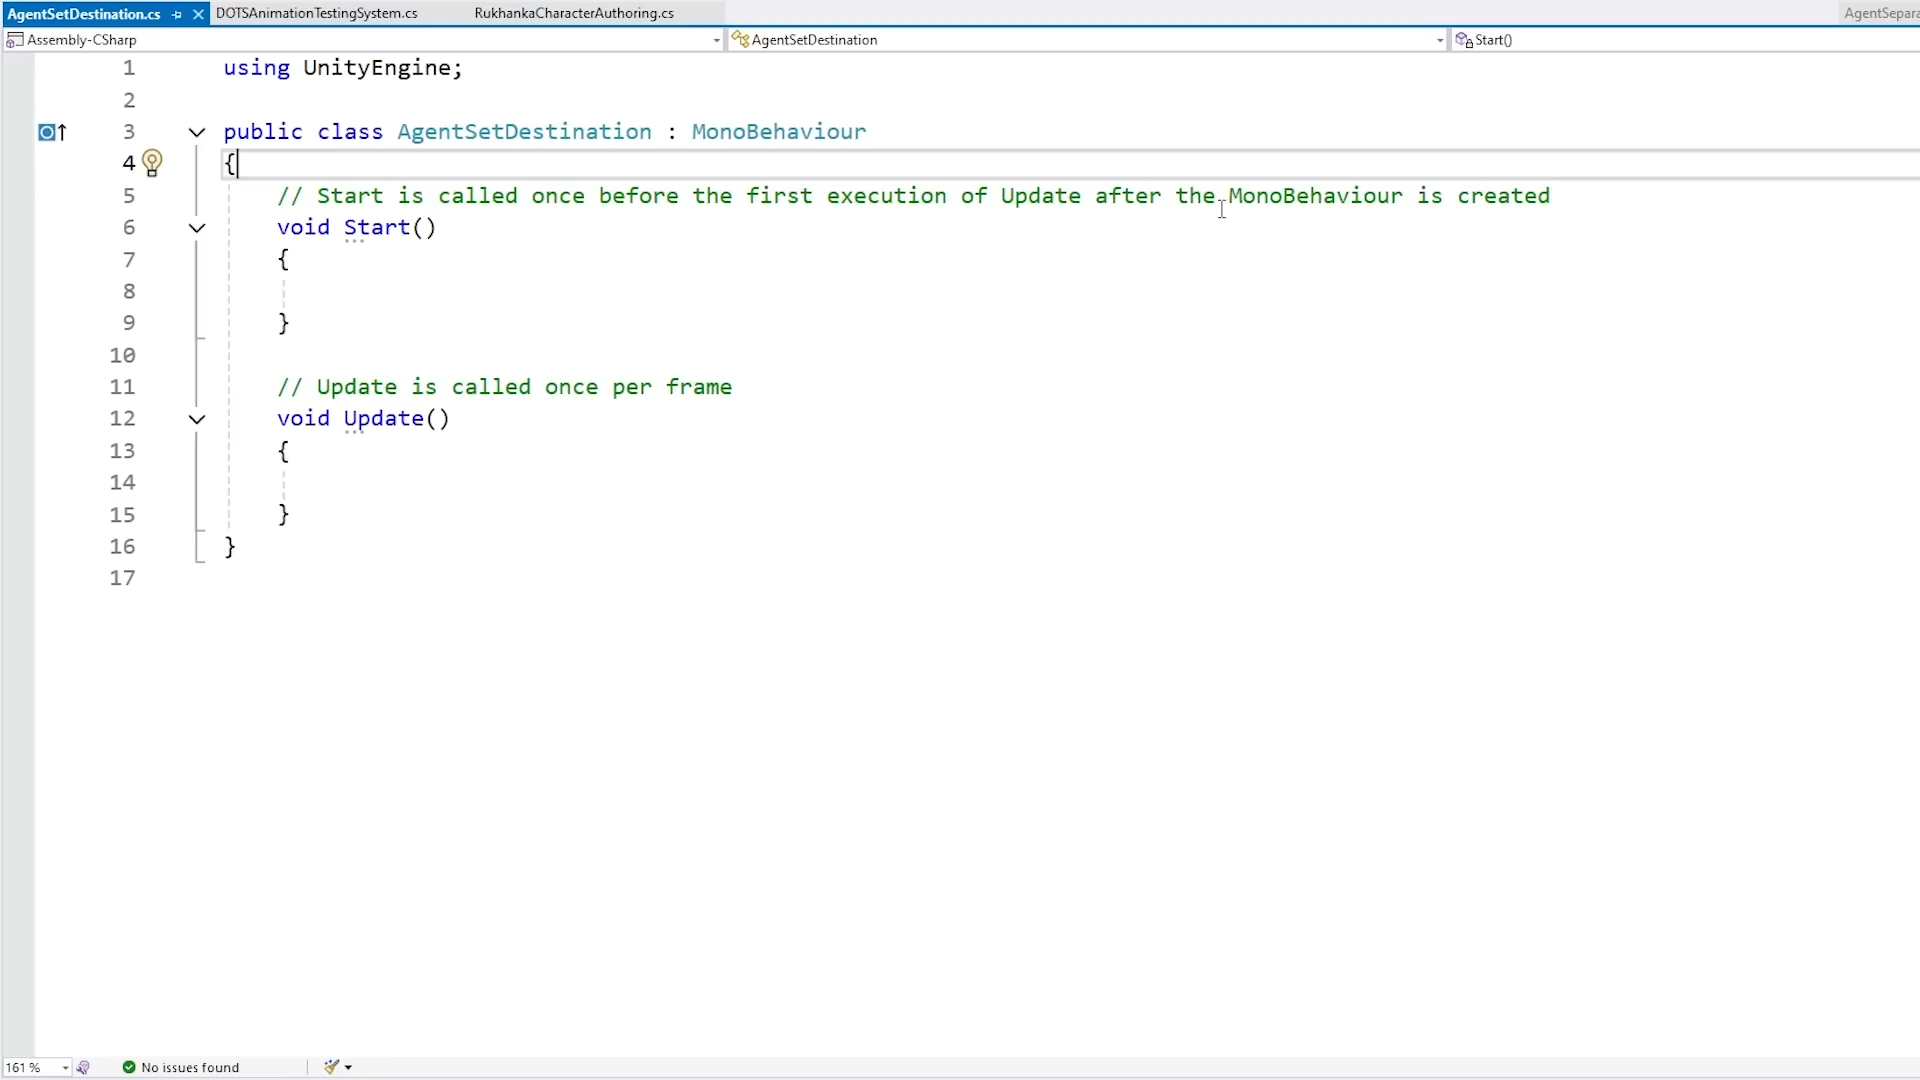 AgentSetDestination.cs
DOTSAnimationTestingSystem.cs
RukhankaCharacterAuthoring.cs
AgentSepara
Assembly-CSharp
AgentSetDestination
Start()
1 using UnityEngine;
2
3 public class AgentSetDestination : MonoBehaviour
4 {
5 // Start is called once before the first execution of Update after the MonoBehaviour is created
6 void Start()
7 {
8
9 }
10
11 // Update is called once per frame
12 void Update()
13 {
14
15 }
16 }
17
161 %
No issues found